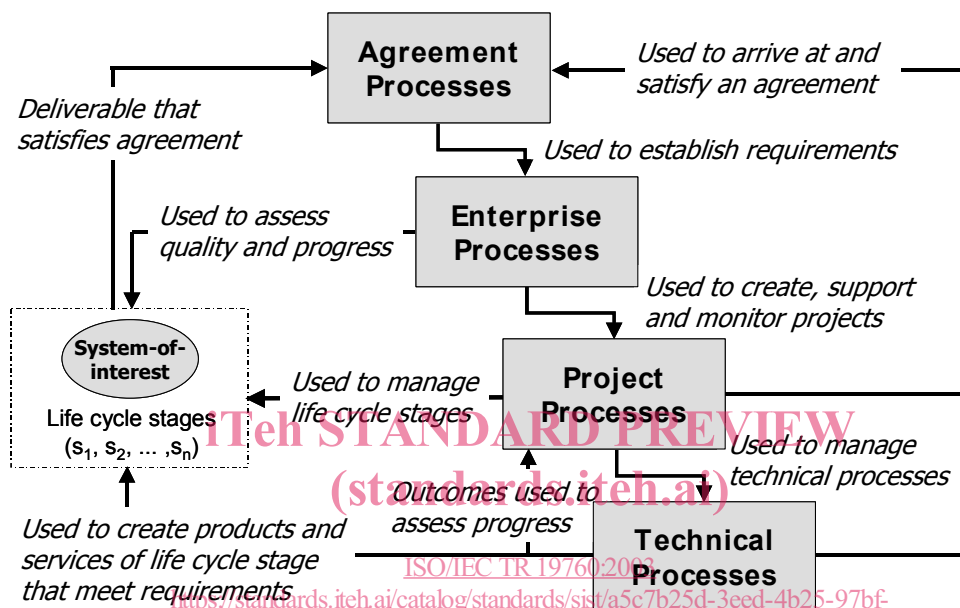 Agreement
Processes
Used to arrive at and
satisfy an agreement
Deliverable that
satisfies agreement
Used to establish requirements
Used to assess
quality and progress
Enterprise
Processes
Used to create, support
and monitor projects
System-of-
interest
Life cycle stages
(s1, s2, ... ,sn)
Used to manage
life cycle stages
Project
Processes
iTeh STANDARD PREVIEW
(standards.iteh.ai)
Used to manage
technical processes
Outcomes used to
assess progress
Used to create products and
services of life cycle stage
that meet requirements
Technical
Processes
ISO/IEC TR 19760:2003
https://standards.iteh.ai/catalog/standards/sist/a5c7b25d-3eed-4b25-97bf-